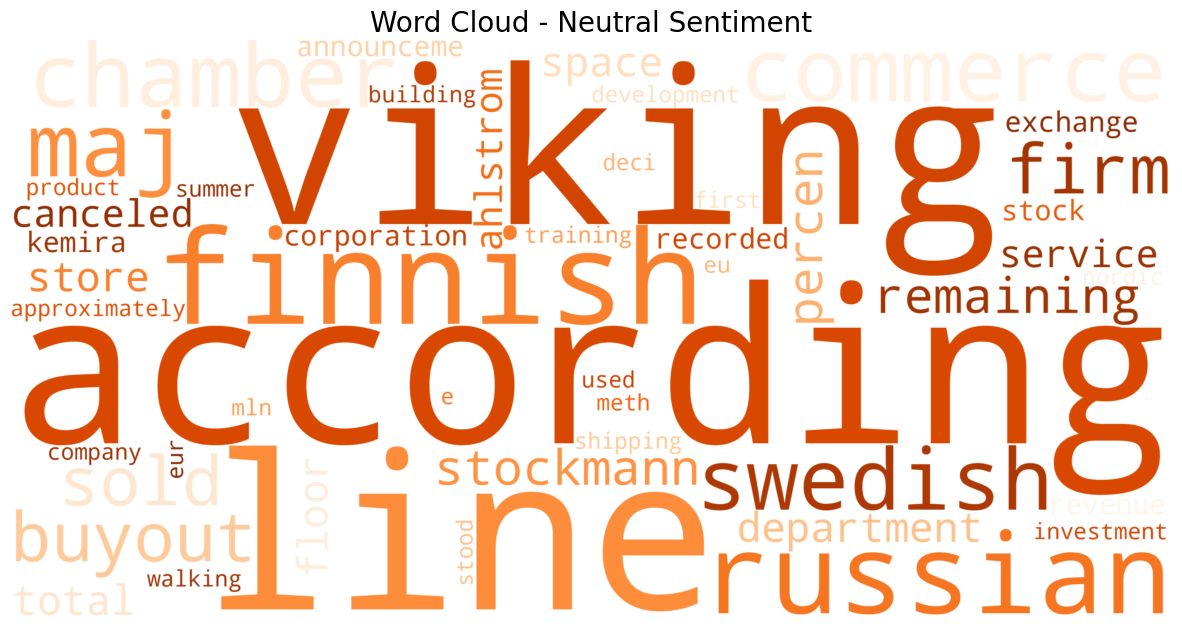 Word Cloud - Neutral Sentiment
announceme
chamber
space
commerce
building
development
viking
ahlstrom
exchange
maj
deci
firm
percen
product
summer
first
canceled
stock
kemira
corporation
training
recorded
service
finnish
eu
nordic
store
remaining
approximately
according
used
e
meth
mln
company
eur
shipping
sold
line
floor
stockmann
swedish
revenue
buyout
stood
department
investment
walking
russian
total